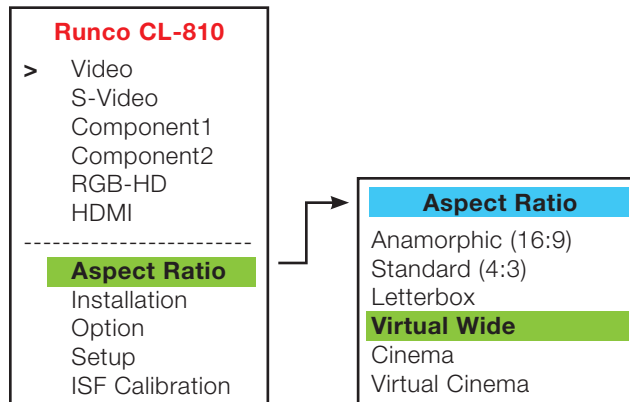 Runco CL-810
> Video
S-Video
Component1
Component2
RGB-HD
HDMI
-----------------------
Aspect Ratio
Installation
Option
Setup
ISF Calibration
Aspect Ratio
Anamorphic (16:9)
Standard (4:3)
Letterbox
Virtual Wide
Cinema
Virtual Cinema